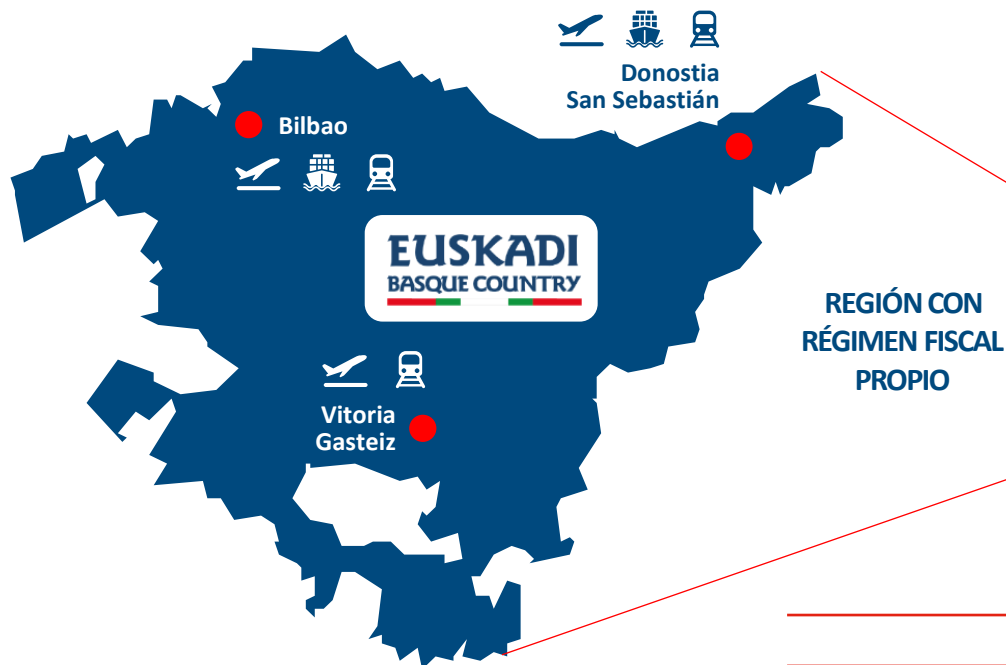 Donostia
San Sebastián
Bilbao
EUSKADI
BASQUE COUNTRY
REGIÓN CON
RÉGIMEN FISCAL
PROPIO
Vitoria
Gasteiz